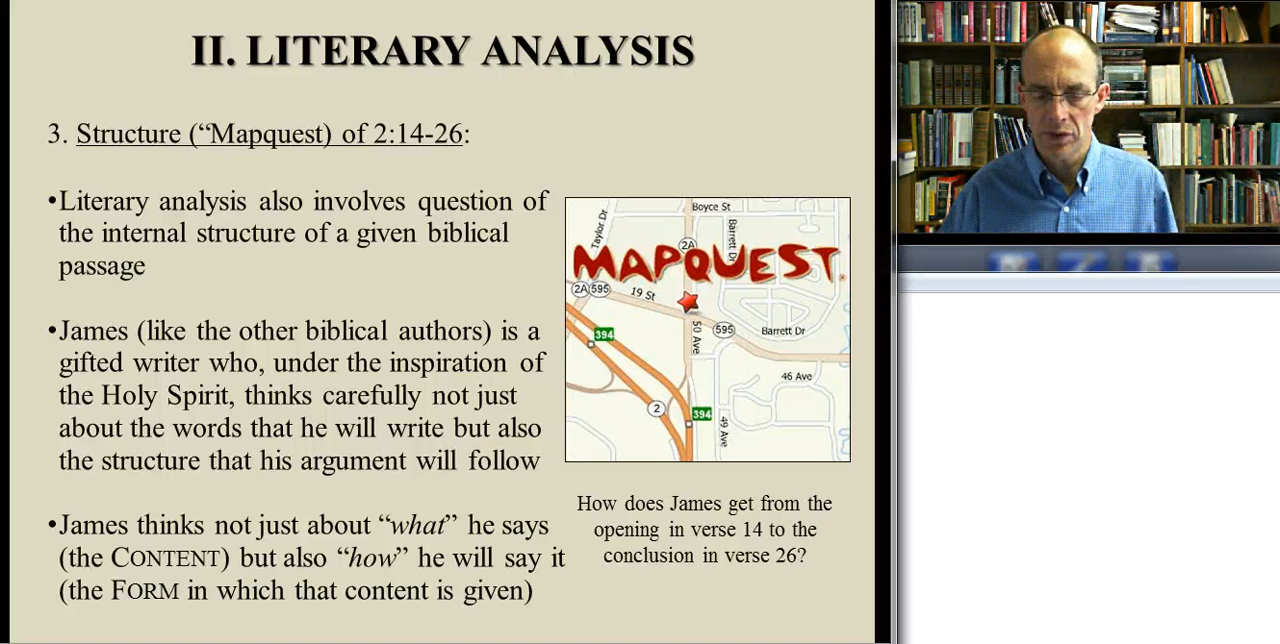 II. LITERARY ANALYSIS
3. Structure (“Mapquest) of 2:14-26:
•Literary analysis also involves question of
the internal structure of a given biblical
passage
•James (like the other biblical authors) is a
gifted writer who, under the inspiration of
the Holy Spirit, thinks carefully not just
about the words that he will write but also
the structure that his argument will follow
•James thinks not just about “what” he says
(the CONTENT) but also “how” he will say it
(the FORM in which that content is given)
Boyce St
Taylor Dr
Barrett Dr
2A
MAPQUEST
2A 595
19 St
394
50 Ave
595
Barrett Dr
46 Ave
2
394
49 Ave
How does James get from the
opening in verse 14 to the
conclusion in verse 26?